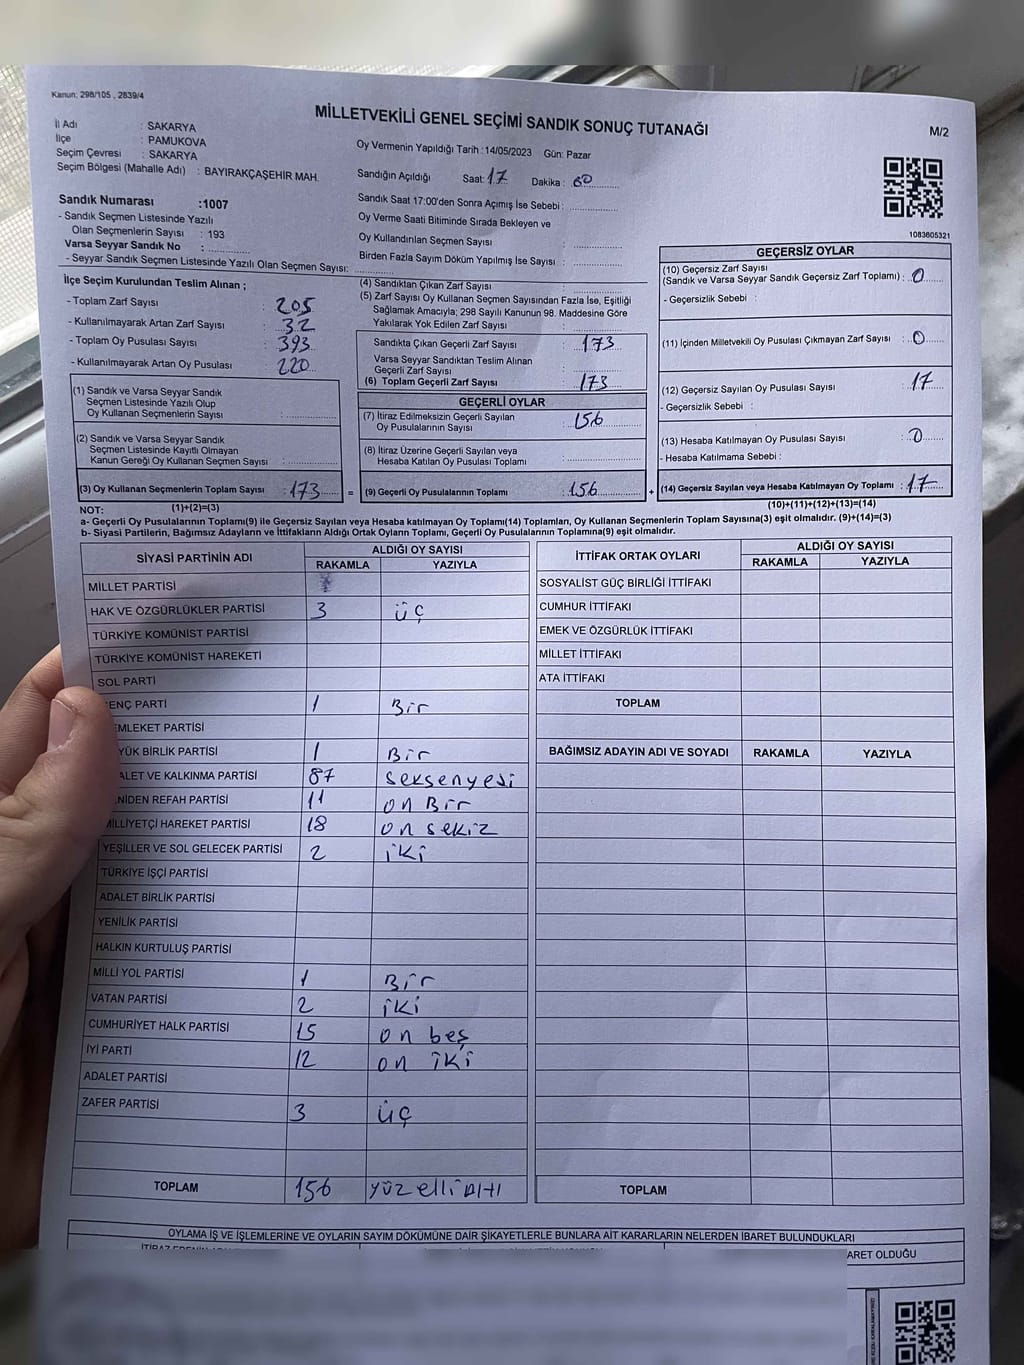 Kanun: 298/105 , 2839/4
MİLLETVEKİLİ GENEL SEÇİMİ SANDIK SONUÇ TUTANAĞI
M/2
İl Adı : SAKARYA
İlçe : PAMUKOVA
Seçim Çevresi : SAKARYA
Seçim Bölgesi (Mahalle Adı) : BAYIRAKÇAŞEHİR MAH.
Oy Vermenin Yapıldığı Tarih :14/05/2023 Gün: Pazar
Sandığın Açıldığı Saat: 17 Dakika :
Sandık Saat 17:00'den Sonra Açımış İse Sebebi :
Oy Verme Saati Bitiminde Sırada Bekleyen ve
Oy Kullandırılan Seçmen Sayısı :
Birden Fazla Sayım Döküm Yapılmış İse Sayısı :
Sandık Numarası :1007
- Sandık Seçmen Listesinde Yazılı
Olan Seçmenlerin Sayısı : 193
Varsa Seyyar Sandık No :
- Seyyar Sandık Seçmen Listesinde Yazılı Olan Seçmen Sayısı:
1083605321
İlçe Seçim Kurulundan Teslim Alınan ;
- Toplam Zarf Sayısı : 205
- Kullanılmayarak Artan Zarf Sayısı : 32
- Toplam Oy Pusulası Sayısı : 393
- Kullanılmayarak Artan Oy Pusulası : 220
(1) Sandık ve Varsa Seyyar Sandık
Seçmen Listesinde Yazılı Olup
Oy Kullanan Seçmenlerin Sayısı :
(2) Sandık ve Varsa Seyyar Sandık
Seçmen Listesinde Kayıtlı Olmayan
Kanun Gereği Oy Kullanan Seçmen Sayısı :
(3) Oy Kullanan Seçmenlerin Toplam Sayısı : 173 =
(4) Sandıktan Çıkan Zarf Sayısı :
(5) Zarf Sayısı Oy Kullanan Seçmen Sayısından Fazla İse, Eşitliği
Sağlamak Amacıyla; 298 Sayılı Kanunun 98. Maddesine Göre
Yakılarak Yok Edilen Zarf Sayısı :
Sandıkta Çıkan Geçerli Zarf Sayısı : 173
Varsa Seyyar Sandıktan Teslim Alınan
Geçerli Zarf Sayısı :
(6) Toplam Geçerli Zarf Sayısı : 173
GEÇERLİ OYLAR
(7) İtiraz Edilmeksizin Geçerli Sayılan
Oy Pusulalarının Sayısı : 156
(8) İtiraz Üzerine Geçerli Sayılan veya
Hesaba Katılan Oy Pusulası Toplamı :
(9) Geçerli Oy Pusulalarının Toplamı : 156 +
GEÇERSİZ OYLAR
(10) Geçersiz Zarf Sayısı
(Sandık ve Varsa Seyyar Sandık Geçersiz Zarf Toplamı) : 0
- Geçersizlik Sebebi :
(11) İçinden Milletvekili Oy Pusulası Çıkmayan Zarf Sayısı : 0
(12) Geçersiz Sayılan Oy Pusulası Sayısı : 17
- Geçersizlik Sebebi :
(13) Hesaba Katılmayan Oy Pusulası Sayısı : 0
- Hesaba Katılmama Sebebi :
(14) Geçersiz Sayılan veya Hesaba Katılmayan Oy Toplamı : 17
NOT: (1)+(2)=(3)
(10)+(11)+(12)+(13)=(14)
a- Geçerli Oy Pusulalarının Toplamı(9) ile Geçersiz Sayılan veya Hesaba katılmayan Oy Toplamı(14) Toplamları, Oy Kullanan Seçmenlerin Toplam Sayısına(3) eşit olmalıdır. (9)+(14)=(3)
b- Siyasi Partilerin, Bağımsız Adayların ve İttifakların Aldığı Ortak Oyların Toplamı, Geçerli Oy Pusulalarının Toplamına(9) eşit olmalıdır.
SİYASİ PARTİNİN ADI ALDIĞI OY SAYISI
RAKAMLA YAZIYLA
MİLLET PARTİSİ
HAK VE ÖZGÜRLÜKLER PARTİSİ 3 üç
TÜRKİYE KOMÜNİST PARTİSİ
TÜRKİYE KOMÜNİST HAREKETİ
SOL PARTİ
ENÇ PARTİ 1 Bir
EMLEKET PARTİSİ
YÜK BİRLİK PARTİSİ 1 Bir
ALET VE KALKINMA PARTİSİ 87 seksenyedi
NİDEN REFAH PARTİSİ 11 on Bir
MİLLİYETÇİ HAREKET PARTİSİ 18 on sekiz
YEŞİLLER VE SOL GELECEK PARTİSİ 2 iki
TÜRKİYE İŞÇİ PARTİSİ
ADALET BİRLİK PARTİSİ
YENİLİK PARTİSİ
HALKIN KURTULUŞ PARTİSİ
MİLLİ YOL PARTİSİ 1 Bir
VATAN PARTİSİ 2 iki
CUMHURİYET HALK PARTİSİ 15 on beş
İYİ PARTİ 12 on iki
ADALET PARTİSİ
ZAFER PARTİSİ 3 üç
TOPLAM 156 yüz elli altı
İTTİFAK ORTAK OYLARI ALDIĞI OY SAYISI
RAKAMLA YAZIYLA
SOSYALİST GÜÇ BİRLİĞİ İTTİFAKI
CUMHUR İTTİFAKI
EMEK VE ÖZGÜRLÜK İTTİFAKI
MİLLET İTTİFAKI
ATA İTTİFAKI
TOPLAM
BAĞIMSIZ ADAYIN ADI VE SOYADI RAKAMLA YAZIYLA
TOPLAM
OYLAMA İŞ VE İŞLEMLERİNE VE OYLARIN SAYIM DÖKÜMÜNE DAİR ŞİKAYETLERLE BUNLARA AİT KARARLARIN NELERDEN İBARET BULUNDUKLARI
ARET OLDUĞU